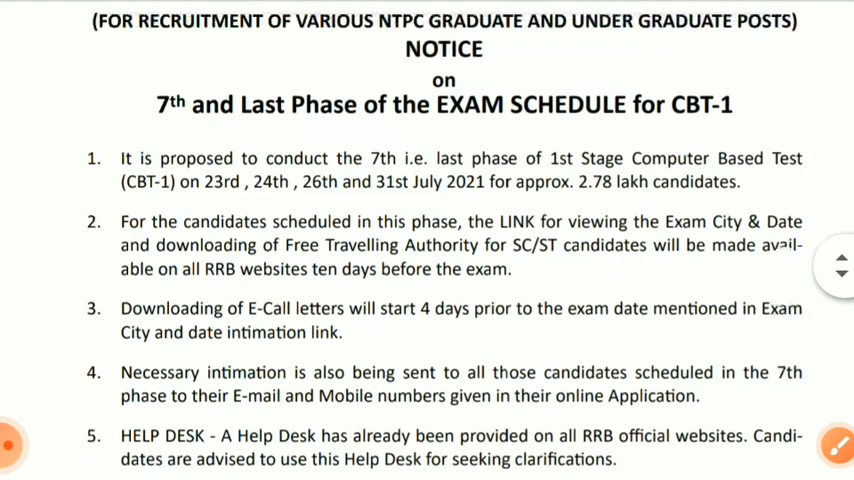 (FOR RECRUITMENT OF VARIOUS NTPC GRADUATE AND UNDER GRADUATE POSTS)
NOTICE
on
7th and Last Phase of the EXAM SCHEDULE for CBT-1
1. It is proposed to conduct the 7th i.e. last phase of 1st Stage Computer Based Test
(CBT-1) on 23rd , 24th , 26th and 31st July 2021 for approx. 2.78 lakh candidates.
2. For the candidates scheduled in this phase, the LINK for viewing the Exam City & Date
and downloading of Free Travelling Authority for SC/ST candidates will be made avail-
able on all RRB websites ten days before the exam.
3. Downloading of E-Call letters will start 4 days prior to the exam date mentioned in Exam
City and date intimation link.
4. Necessary intimation is also being sent to all those candidates scheduled in the 7th
phase to their E-mail and Mobile numbers given in their online Application.
5. HELP DESK - A Help Desk has already been provided on all RRB official websites. Candi-
dates are advised to use this Help Desk for seeking clarifications.